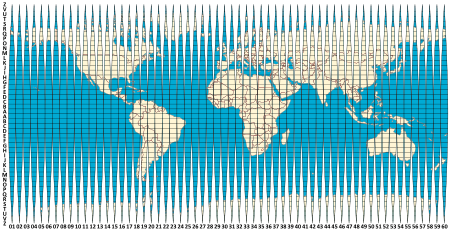 Z
V
U
T
S
R
Q
P
O
N
M
L
K
J
I
H
G
F
E
D
C
B
A
A
B
C
D
E
F
G
H
I
J
K
L
M
N
O
P
Q
R
S
T
U
V
Z
01 02 03 04 05 06 07 08 09 10 11 12 13 14 15 16 17 18 19 20 21 22 23 24 25 26 27 28 29 30 31 32 33 34 35 36 37 38 39 40 41 42 43 44 45 46 47 48 49 50 51 52 53 54 55 56 57 58 59 60